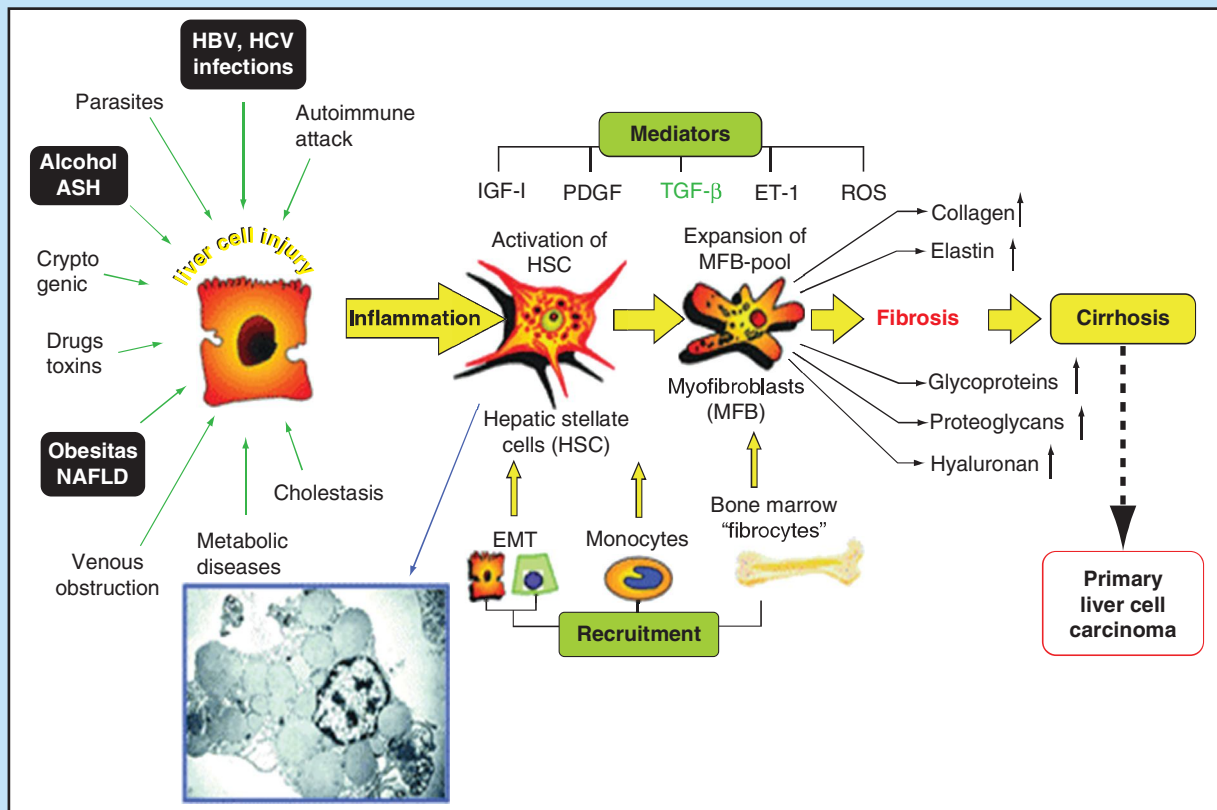 HBV, HCV
infections
Parasites
Autoimmune
attack
Alcohol
ASH
liver cell injury
Crypto
genic
Drugs
toxins
Obesitas
NAFLD
Cholestasis
Venous
obstruction
Metabolic
diseases
Inflammation
Mediators
IGF-I
PDGF
TGF-β
ET-1
ROS
Activation of
HSC
Hepatic stellate
cells (HSC)
Expansion of
MFB-pool
Myofibroblasts
(MFB)
Collagen
Elastin
Fibrosis
Cirrhosis
Glycoproteins
Proteoglycans
Hyaluronan
EMT
Monocytes
Bone marrow
“fibrocytes”
Recruitment
Primary
liver cell
carcinoma